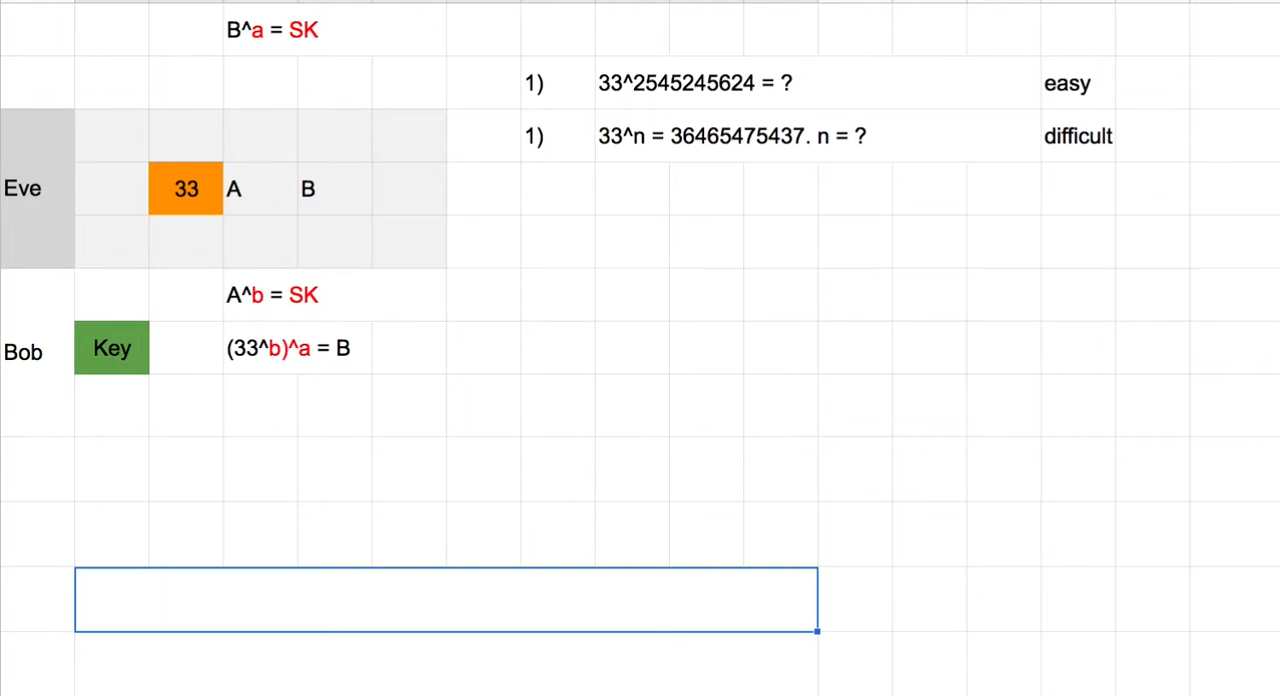 B^a = SK
1) 33^2545245624 = ? easy
1) 33^n = 36465475437. n = ? difficult
Eve 33 A B
A^b = SK
Bob Key (33^b)^a = B